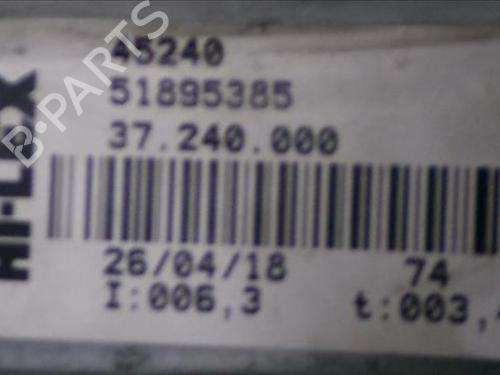 HI-LEX
45240
51895385
37.240.000
26/04/18 74
I:006,3 t:003,
B-PARTS